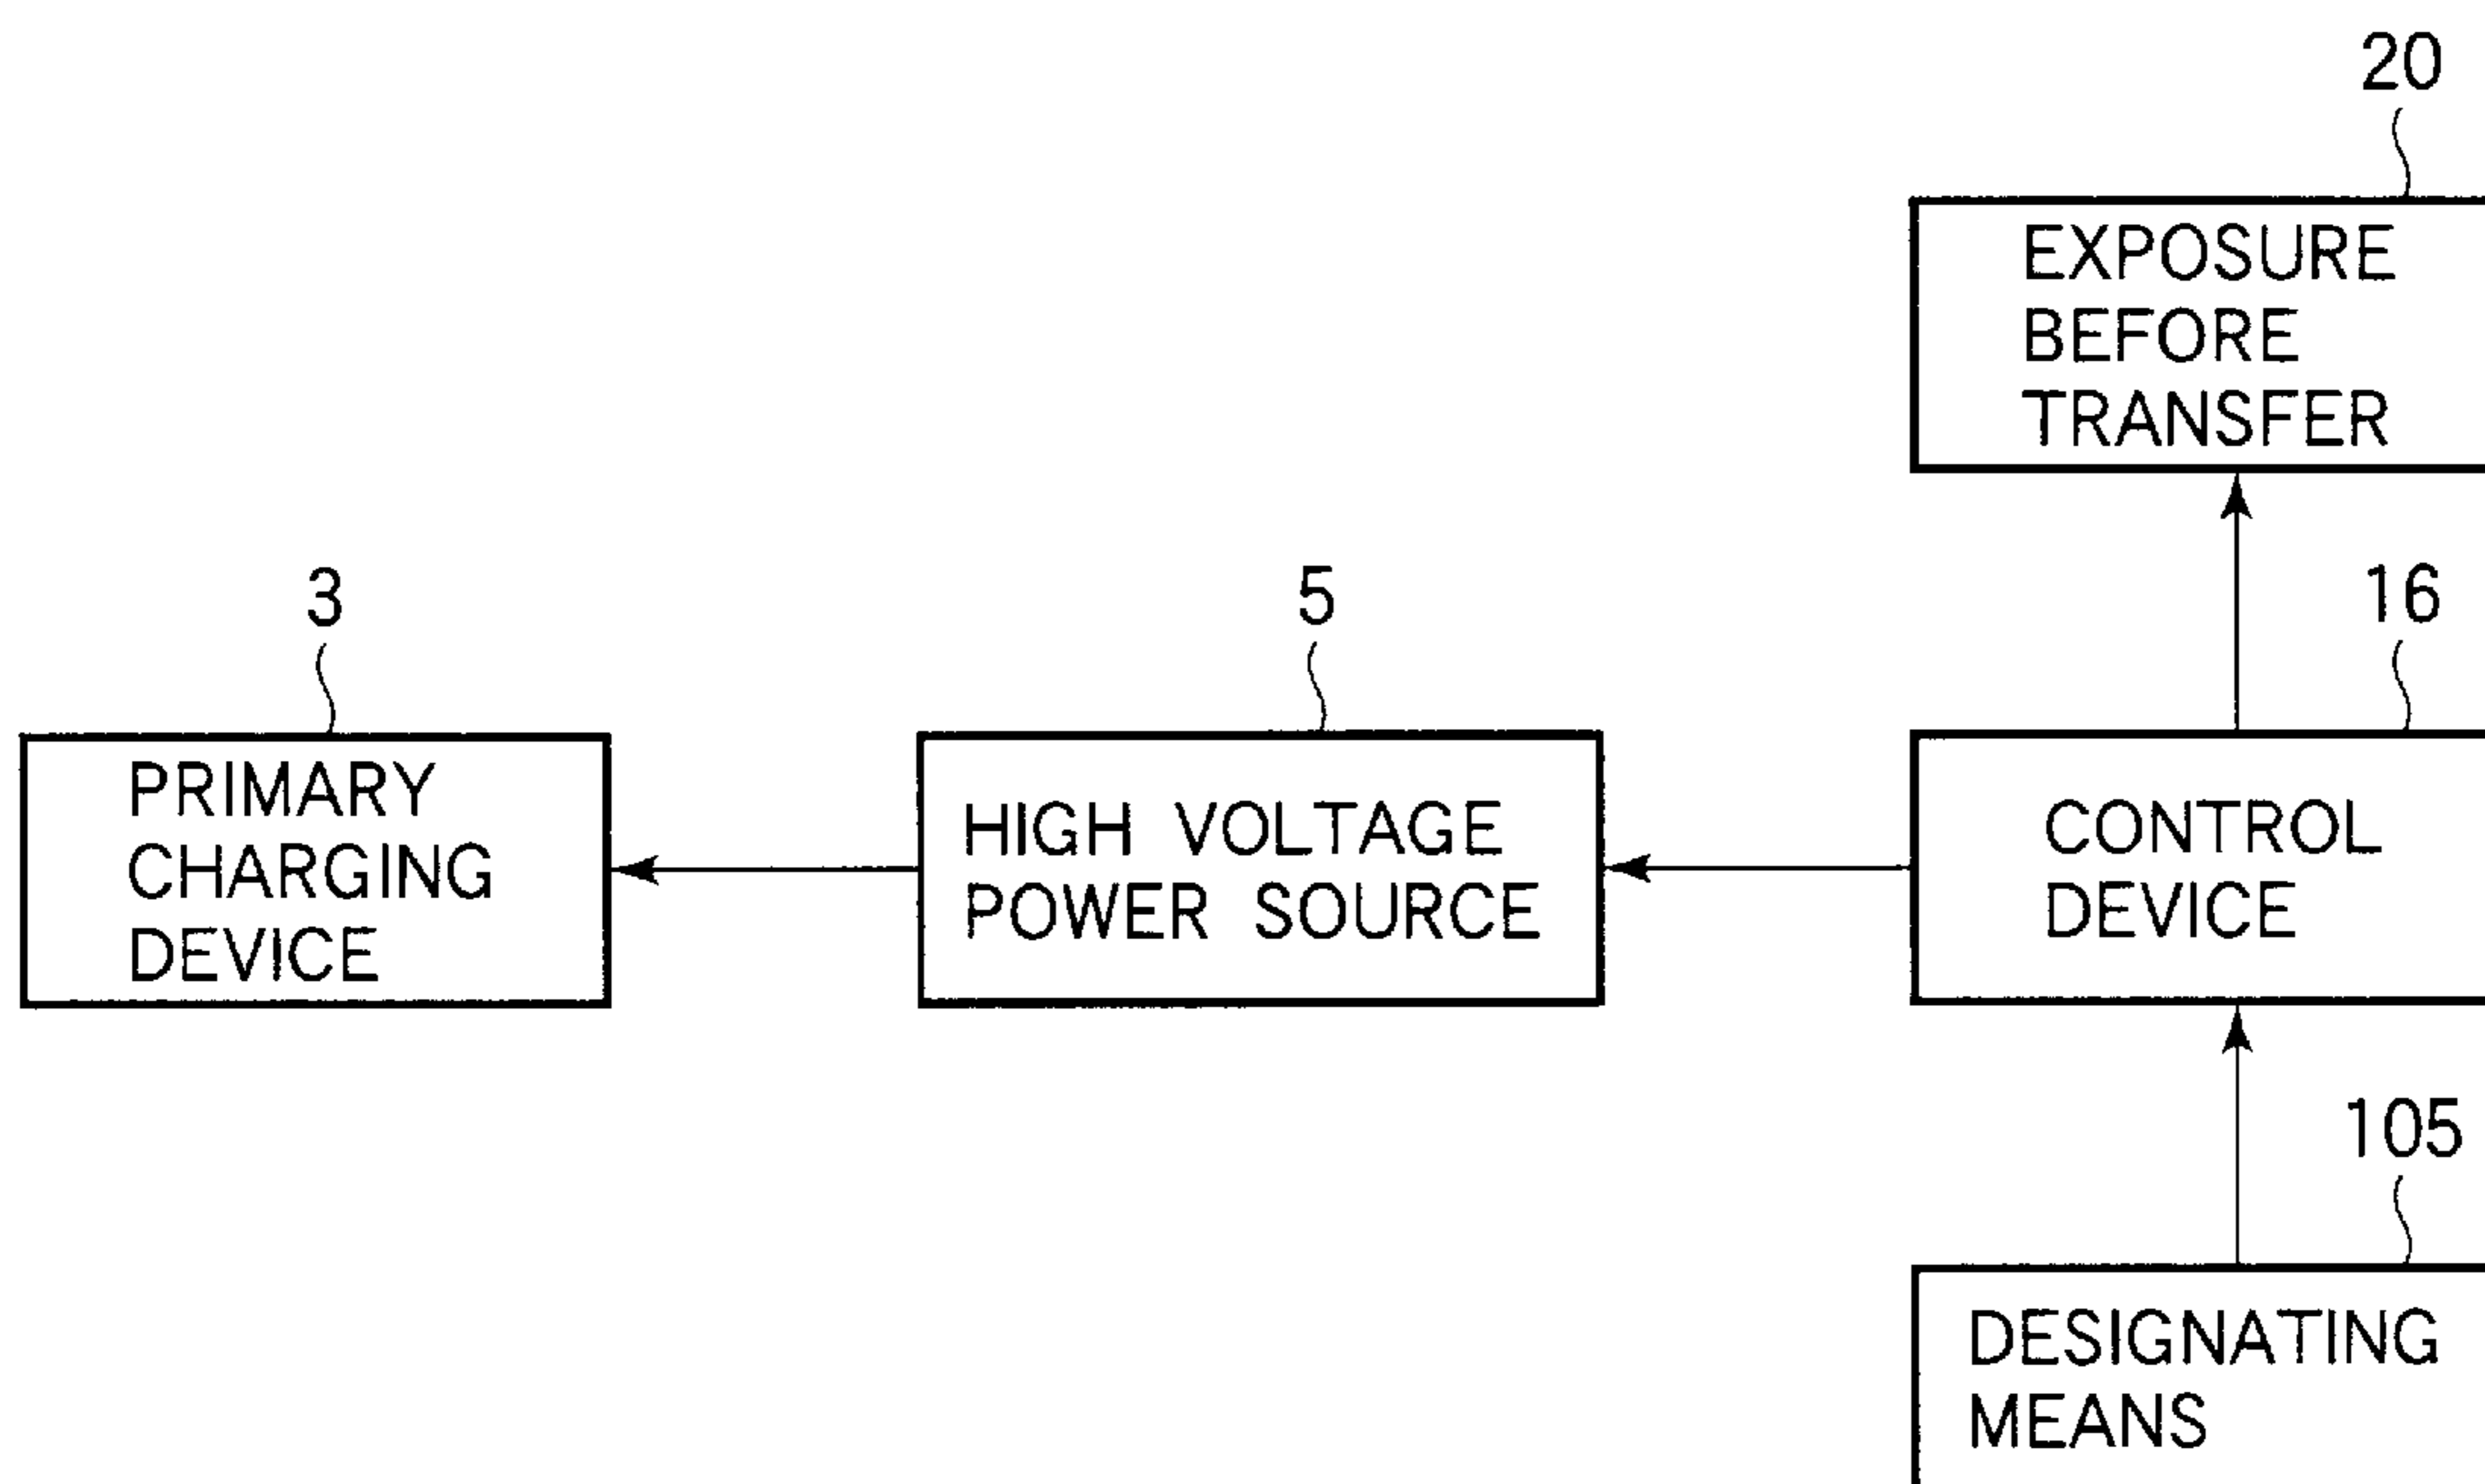 20
EXPOSURE
BEFORE
TRANSFER
3
5
16
PRIMARY
CHARGING
DEVICE
HIGH VOLTAGE
POWER SOURCE
CONTROL
DEVICE
105
DESIGNATING
MEANS